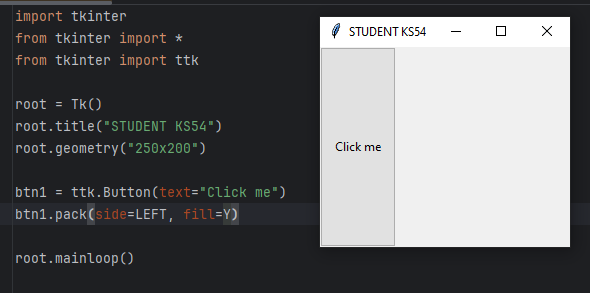 import tkinter
from tkinter import *
from tkinter import ttk
root = Tk()
root.title("STUDENT KS54")
root.geometry("250x200")
btn1 = ttk.Button(text="Click me")
btn1.pack(side=LEFT, fill=Y)
root.mainloop()
STUDENT KS54
Click me